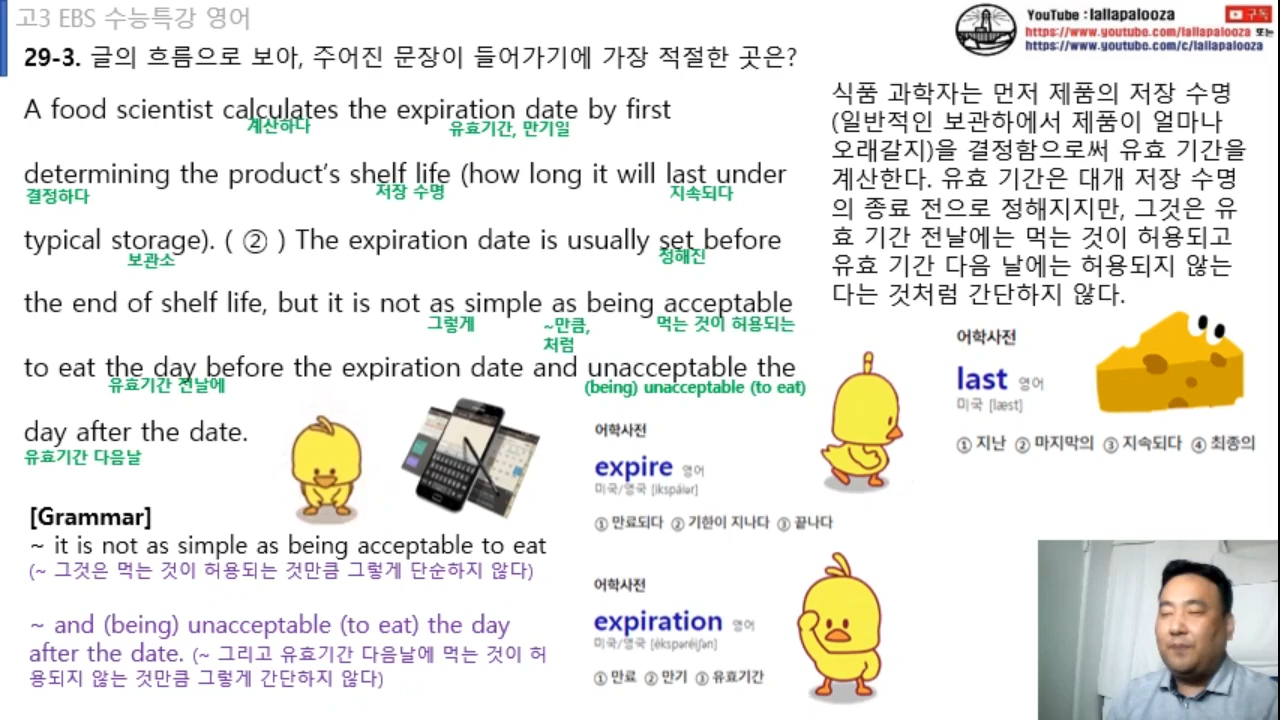 고3 EBS 수능특강 영어
YouTube : lallapalooza
구독
https://www.youtube.com/lallapalooza 또는
https://www.youtube.com/c/lallapalooza
29-3. 글의 흐름으로 보아, 주어진 문장이 들어가기에 가장 적절한 곳은?
A food scientist calculates the expiration date by first
계산하다 유효기간, 만기일
determining the product's shelf life (how long it will last under
결정하다 저장 수명 지속되다
typical storage). ( ② ) The expiration date is usually set before
보관소 정해진
the end of shelf life, but it is not as simple as being acceptable
그렇게 ~만큼, 먹는 것이 허용되는
처럼
to eat the day before the expiration date and unacceptable the
유효기간 전날에 (being) unacceptable (to eat)
day after the date.
유효기간 다음날
[Grammar]
~ it is not as simple as being acceptable to eat
(~ 그것은 먹는 것이 허용되는 것만큼 그렇게 단순하지 않다)
~ and (being) unacceptable (to eat) the day
after the date. (~ 그리고 유효기간 다음날에 먹는 것이 허
용되지 않는 것만큼 그렇게 간단하지 않다)
식품 과학자는 먼저 제품의 저장 수명
(일반적인 보관하에서 제품이 얼마나
오래갈지)을 결정함으로써 유효 기간을
계산한다. 유효 기간은 대개 저장 수명
의 종료 전으로 정해지지만, 그것은 유
효 기간 전날에는 먹는 것이 허용되고
유효 기간 다음 날에는 허용되지 않는
다는 것처럼 간단하지 않다.
어학사전
last 영어
미국 [læst]
① 지난 ② 마지막의 ③ 지속되다 ④ 최종의
어학사전
expire 영어
미국/영국 [ikspáiər]
① 만료되다 ② 기한이 지나다 ③ 끝나다
어학사전
expiration 영어
미국/영국 [èkspəréiʃən]
① 만료 ② 만기 ③ 유효기간